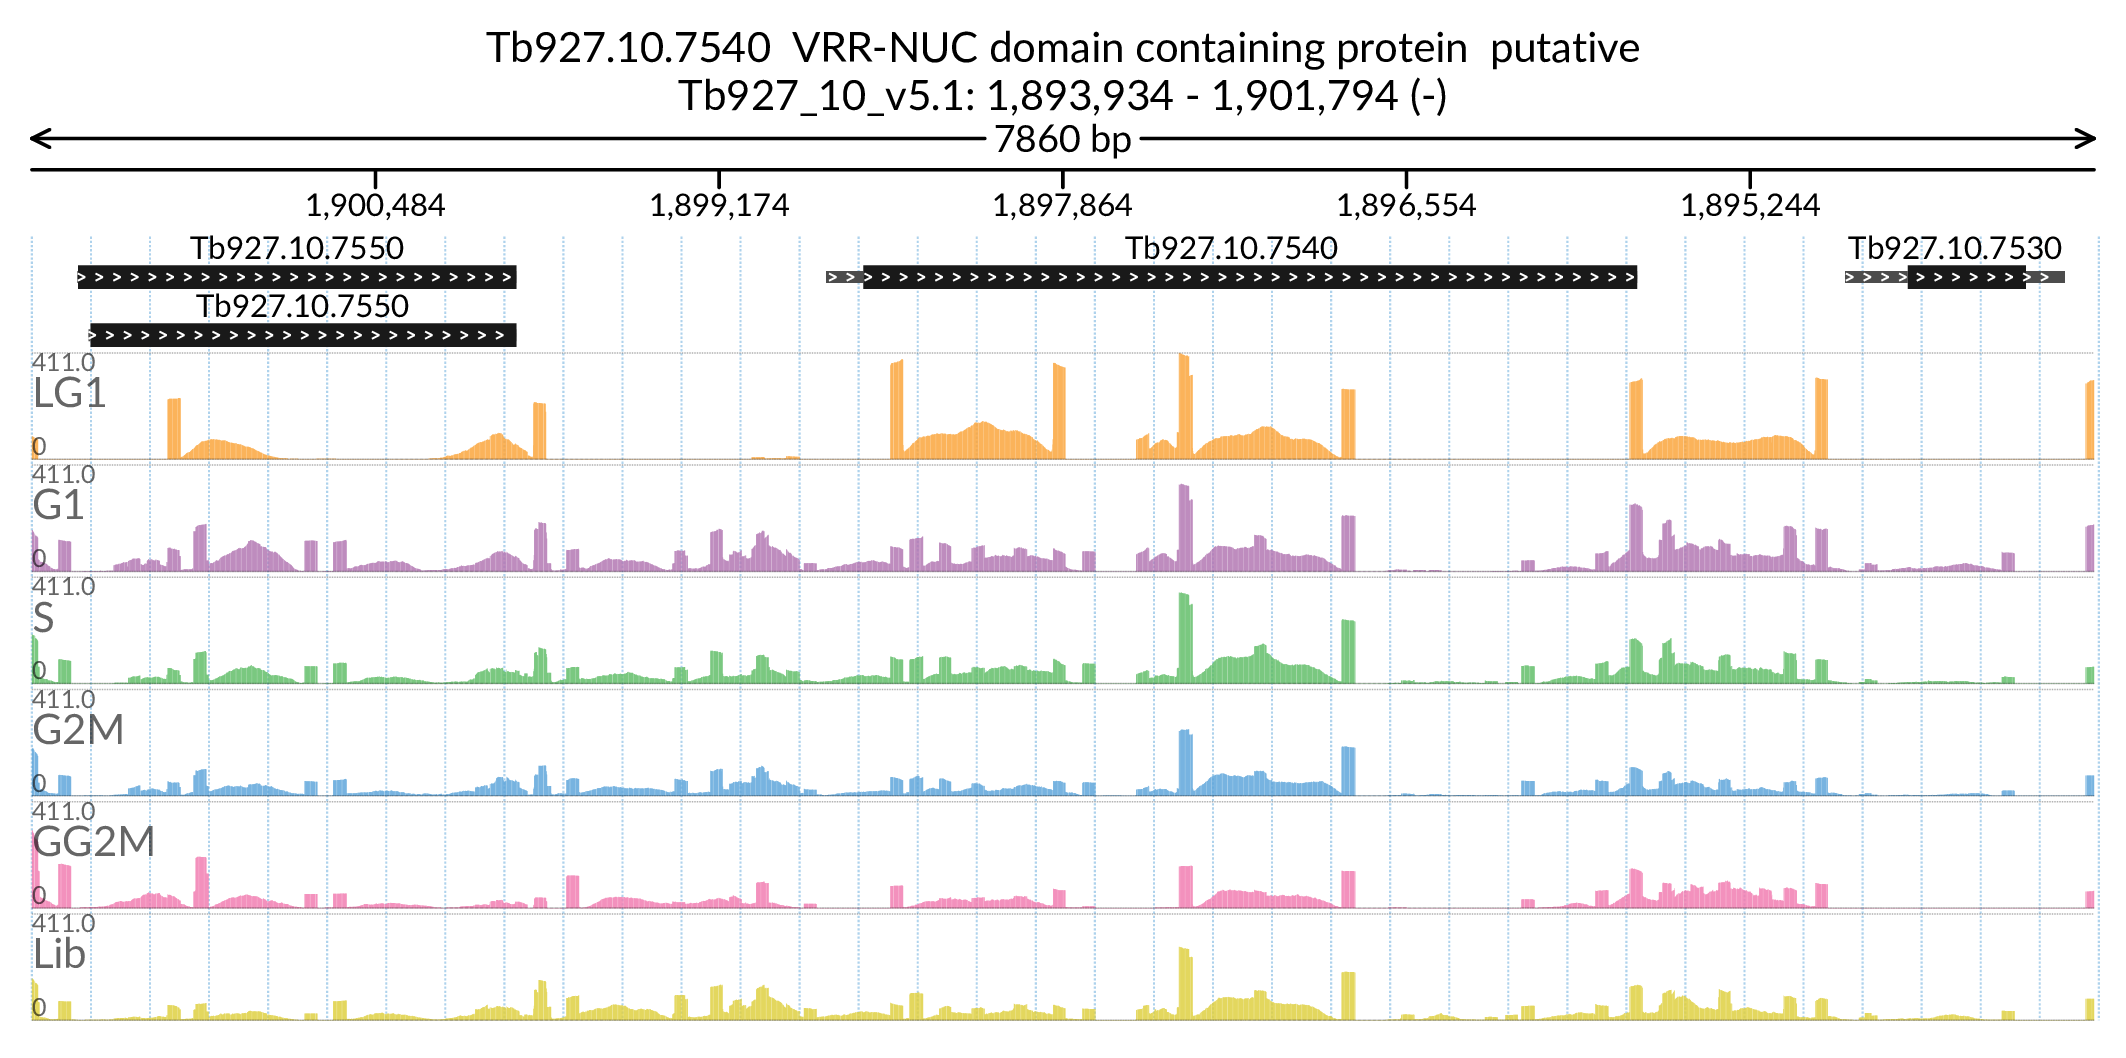 Tb927.10.7540 VRR-NUC domain containing protein putative
Tb927_10_v5.1: 1,893,934 - 1,901,794 (-)
7860 bp
1,900,484 1,899,174 1,897,864 1,896,554 1,895,244
Tb927.10.7550 Tb927.10.7540 Tb927.10.7530
Tb927.10.7550
411.0
LG1
0
411.0
G1
0
411.0
S
0
411.0
G2M
0
411.0
GG2M
0
411.0
Lib
0